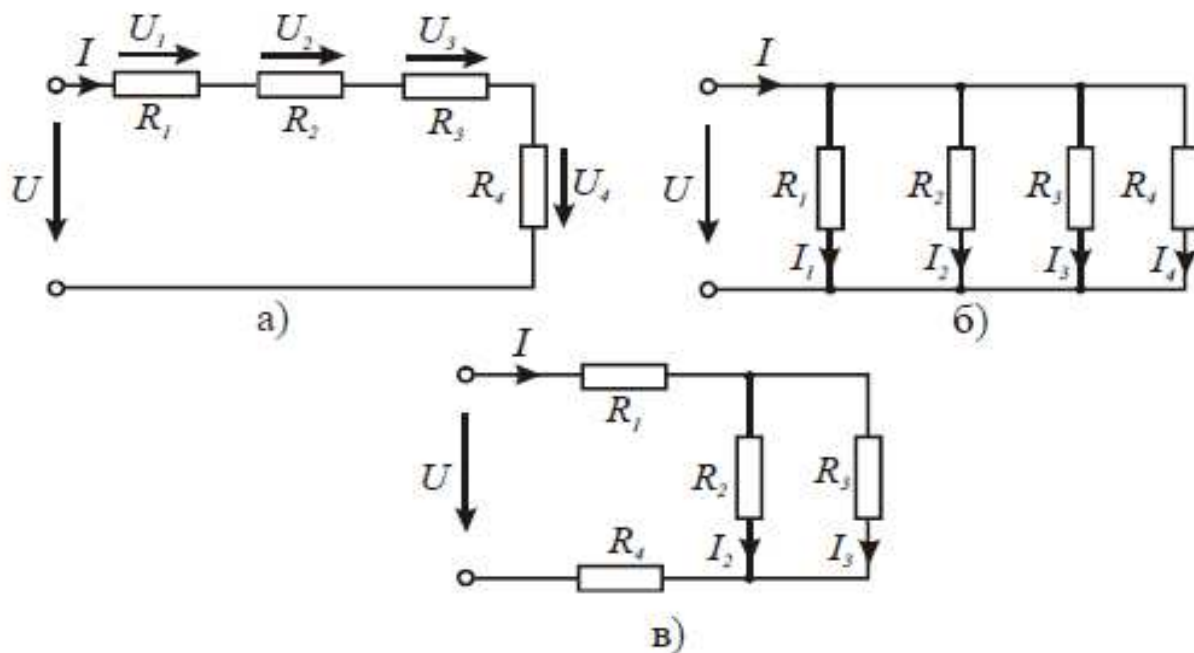 I U₁ U₂ U₃
R₁ R₂ R₃
U R₄ U₄
а)
I
U R₁ R₂ R₃ R₄
I₁ I₂ I₃ I₄
б)
I
R₁
U R₂ R₃
R₄ I₂ I₃
в)